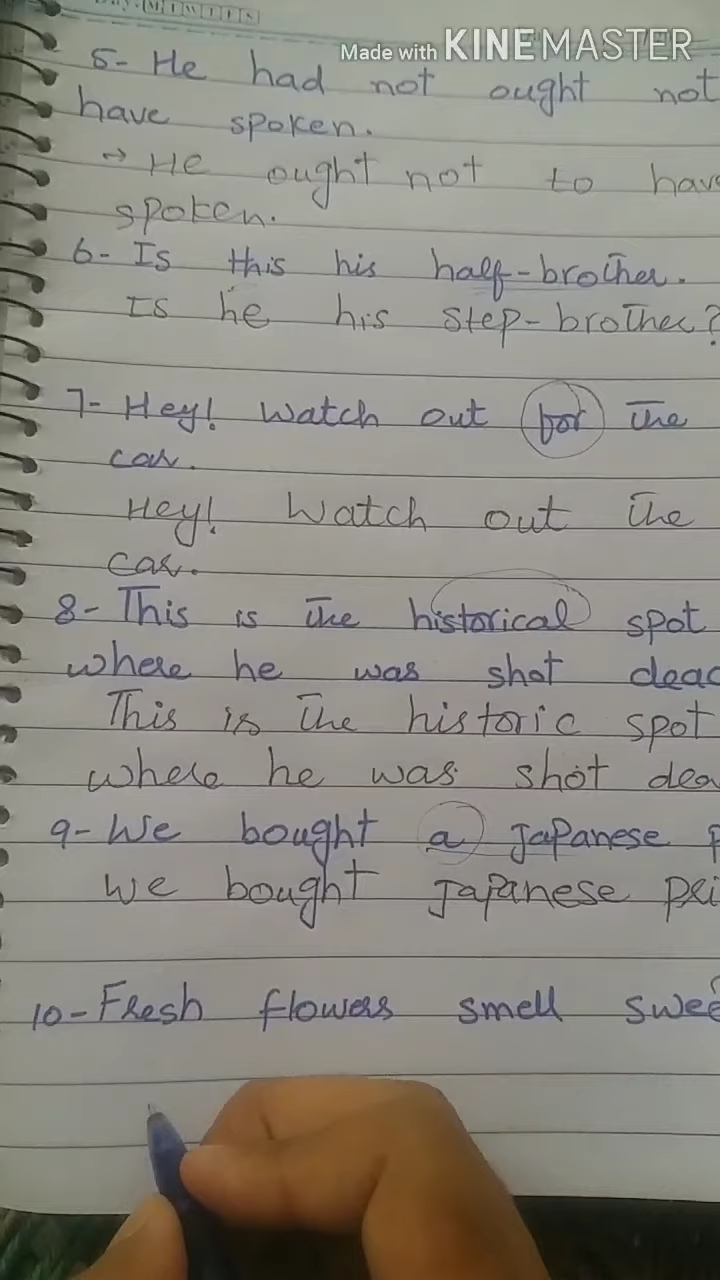 Made with KINEMASTER
5- He had not ought not
have spoken.
→ He ought not to have
spoken.
6- Is this his half-brother.
Is he his step-brother?
7- Hey! Watch out for the
car.
Hey! Watch out the
car.
8- This is the historical spot
where he was shot dead
This is the historic spot
where he was shot dea
9- We bought a Japanese p
We bought Japanese pri
10- Fresh flowers smell swee